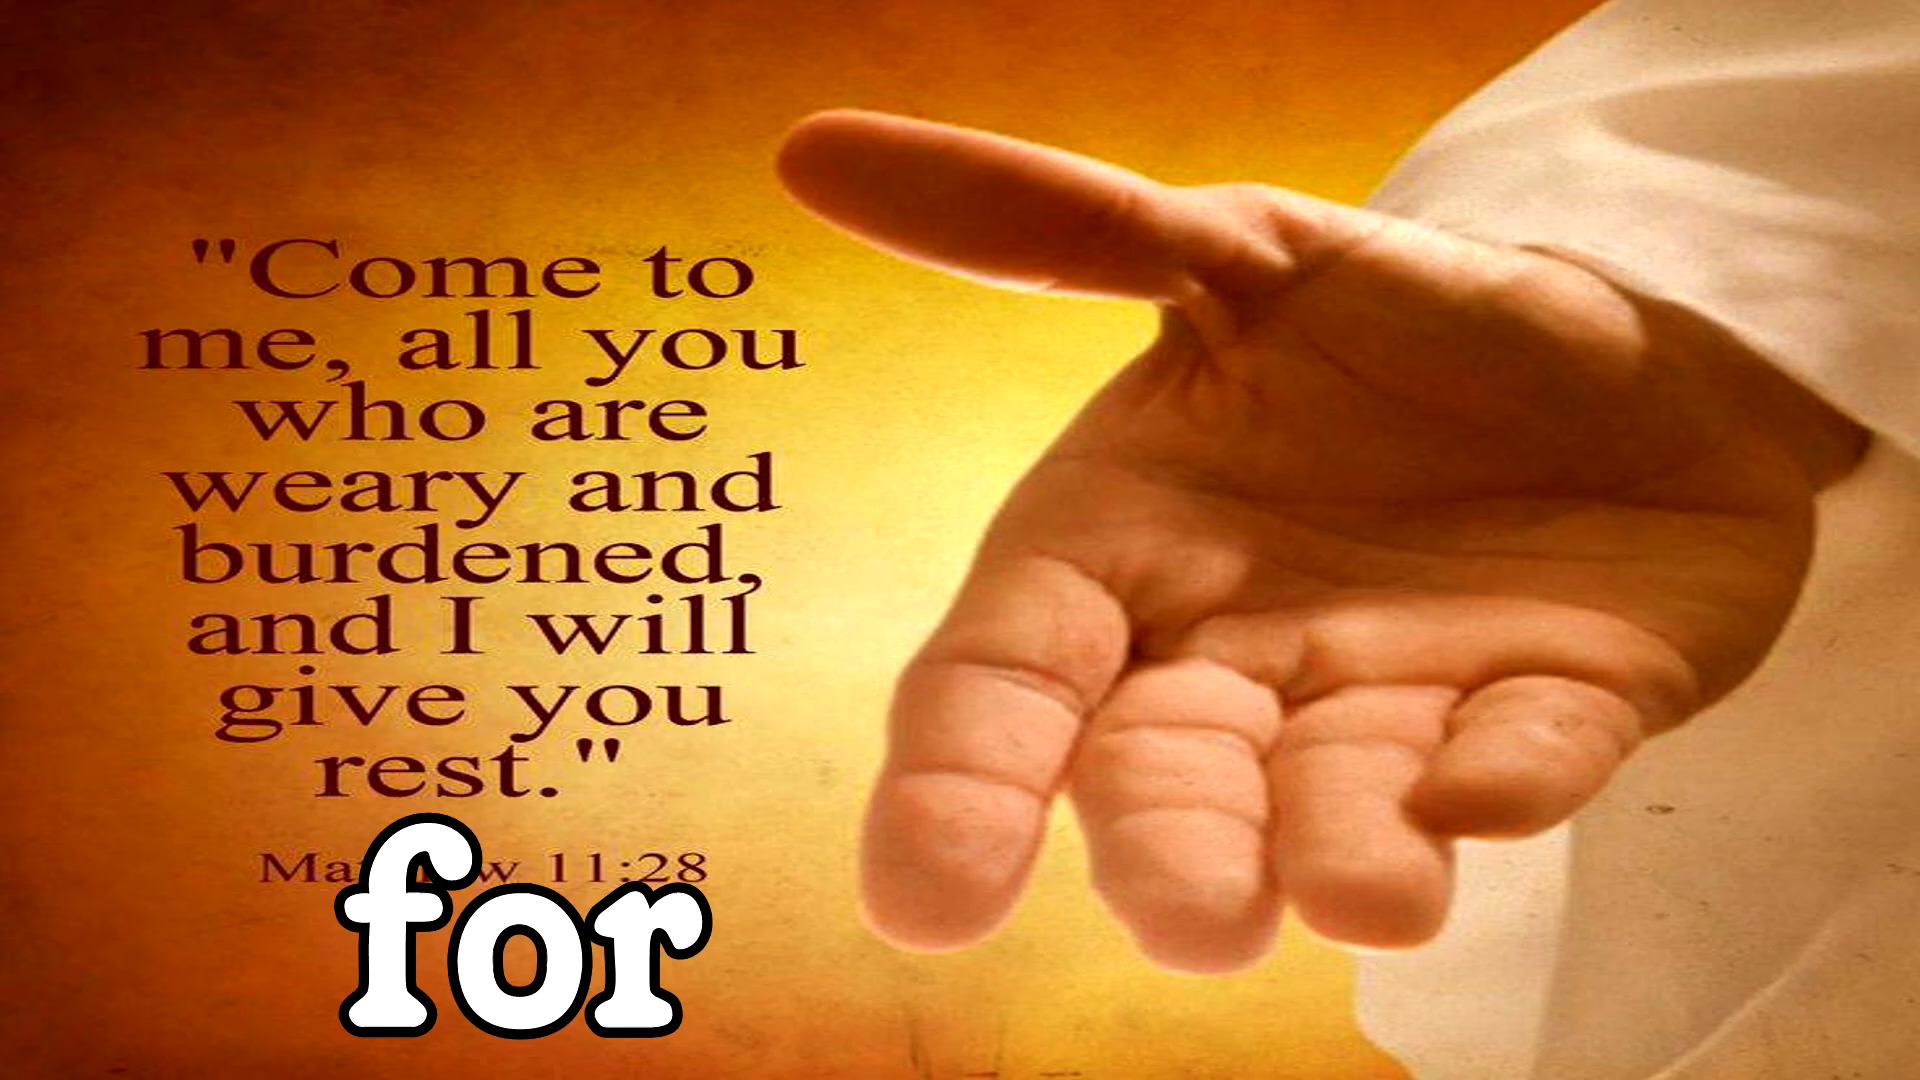 "Come to
me, all you
who are
weary and
burdened,
and I will
give you
rest."
11:28
for